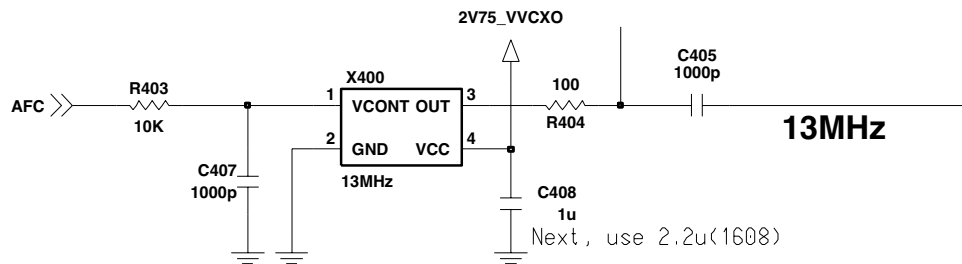 2V75_VVCXO
C405
1000p
R403
X400
100
AFC
1
VCONT OUT
3
10K
R404
13MHz
2
GND
VCC
4
C407
1000p
13MHz
C408
1u
Next, use 2.2u(1608)